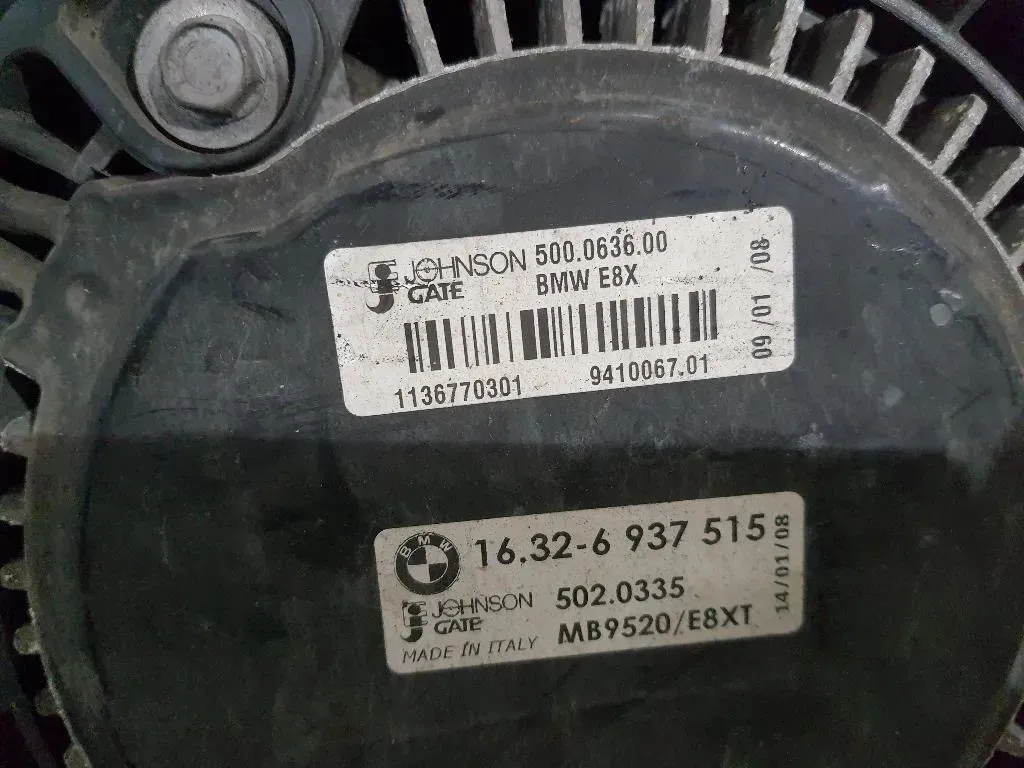 JOHNSON 500.0636.00
GATE BMW E8X
1136770301 9410067.01
09/01 /08
BMW 16.32-6 937 515
JOHNSON 502.0335
GATE MB9520/E8XT
MADE IN ITALY
14/01/08